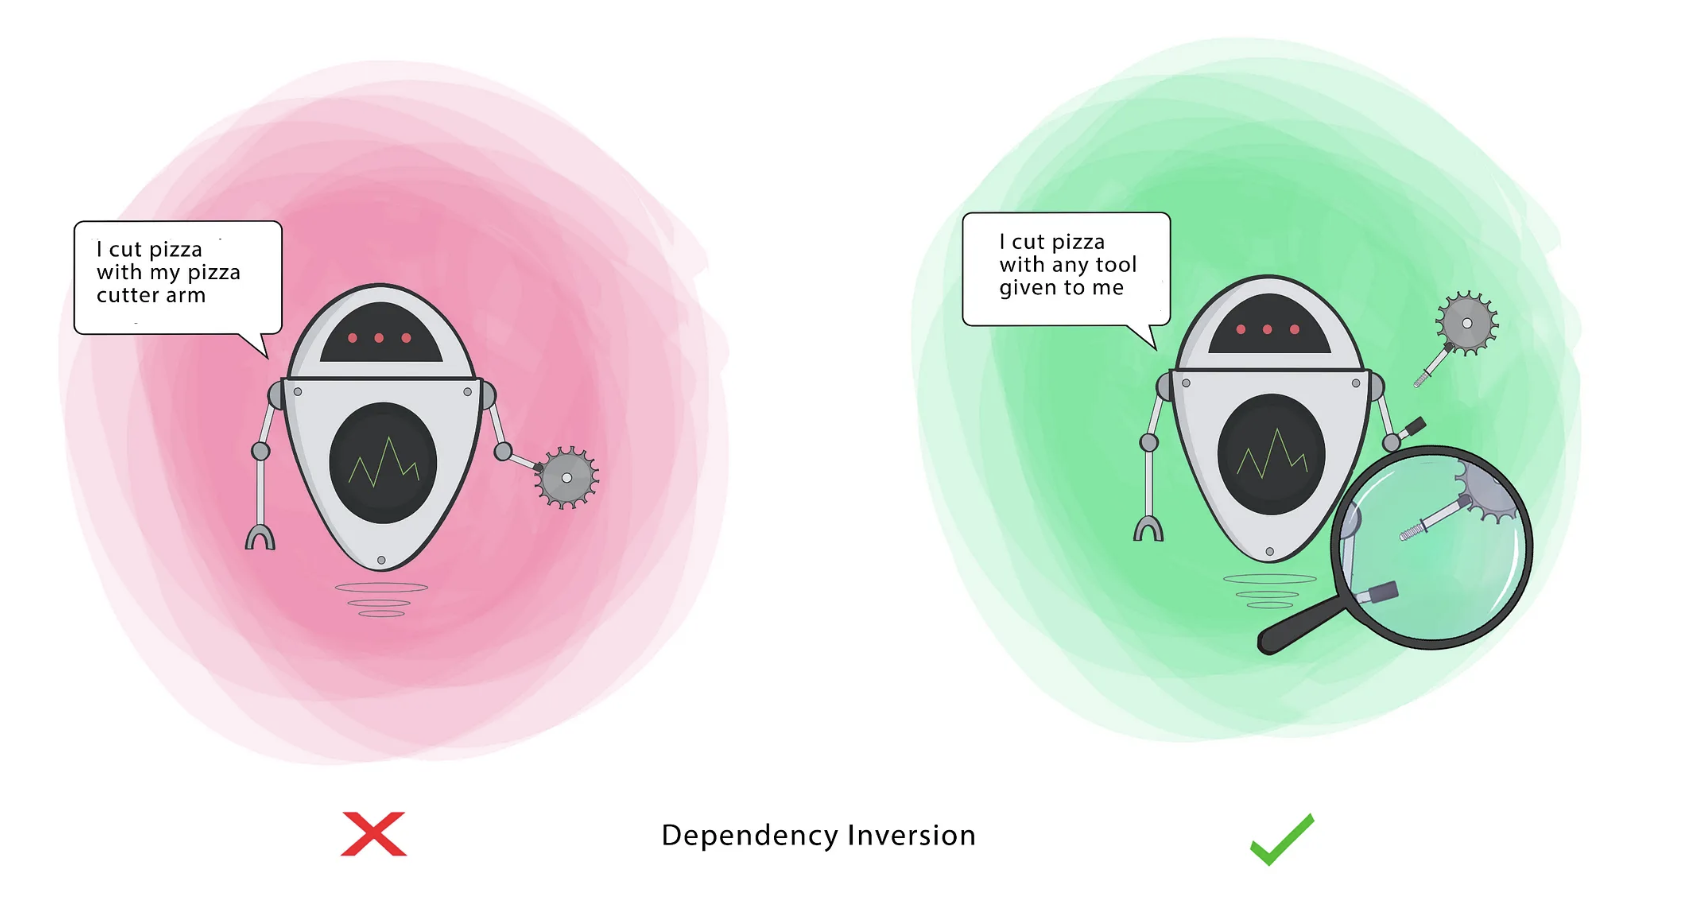 I cut pizza
with my pizza
cutter arm
I cut pizza
with any tool
given to me
Dependency Inversion